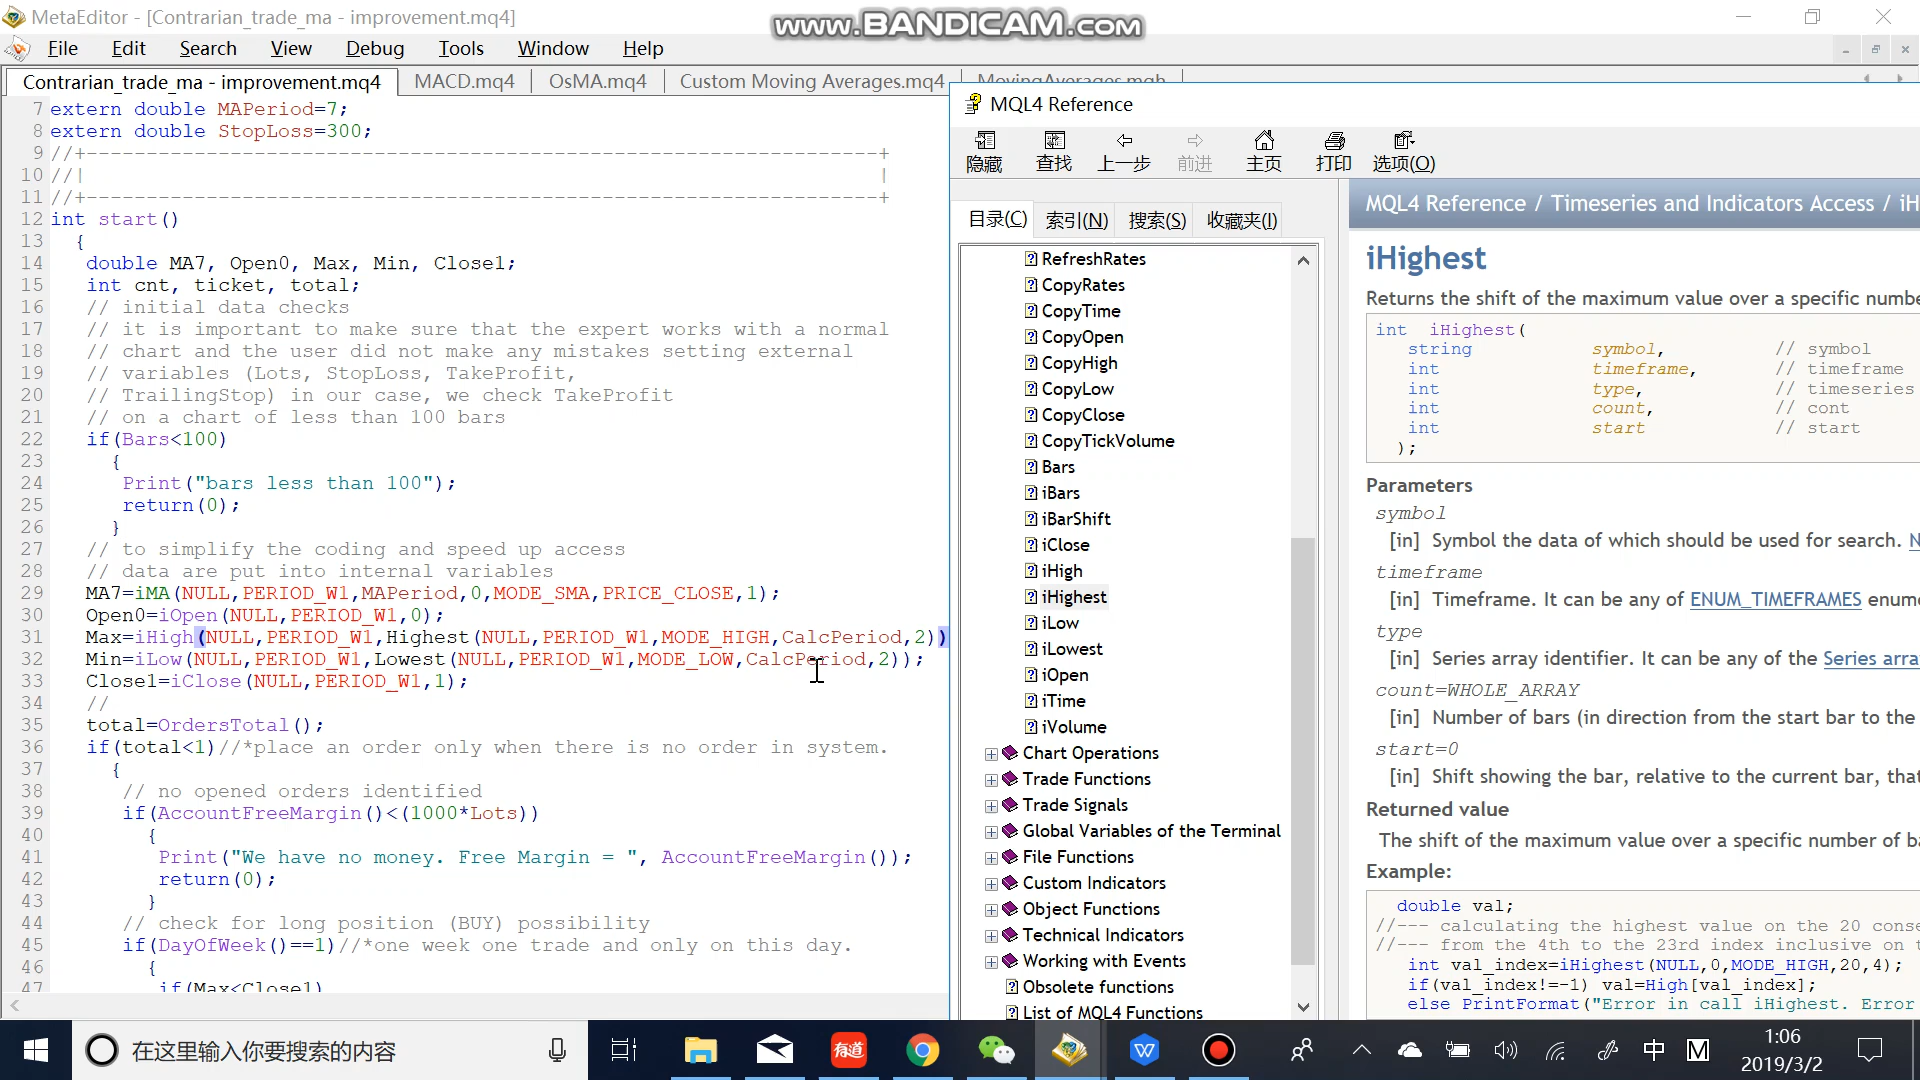 MetaEditor - [Contrarian_trade_ma - improvement.mq4]
www.BANDICAM.com
File Edit Search View Debug Tools Window Help
Contrarian_trade_ma - improvement.mq4 MACD.mq4 OsMA.mq4 Custom Moving Averages.mq4 MovingAverages.mqh
7 extern double MAPeriod=7;
8 extern double StopLoss=300;
9 //+------------------------------------------------------------------+
10 //| |
11 //+------------------------------------------------------------------+
12 int start()
13 {
14 double MA7, Open0, Max, Min, Close1;
15 int cnt, ticket, total;
16 // initial data checks
17 // it is important to make sure that the expert works with a normal
18 // chart and the user did not make any mistakes setting external
19 // variables (Lots, StopLoss, TakeProfit,
20 // TrailingStop) in our case, we check TakeProfit
21 // on a chart of less than 100 bars
22 if(Bars<100)
23 {
24 Print("bars less than 100");
25 return(0);
26 }
27 // to simplify the coding and speed up access
28 // data are put into internal variables
29 MA7=iMA(NULL,PERIOD_W1,MAPeriod,0,MODE_SMA,PRICE_CLOSE,1);
30 Open0=iOpen(NULL,PERIOD_W1,0);
31 Max=iHigh(NULL,PERIOD_W1,Highest(NULL,PERIOD_W1,MODE_HIGH,CalcPeriod,2))
32 Min=iLow(NULL,PERIOD_W1,Lowest(NULL,PERIOD_W1,MODE_LOW,CalcPeriod,2));
33 Close1=iClose(NULL,PERIOD_W1,1);
34 //
35 total=OrdersTotal();
36 if(total<1)//*place an order only when there is no order in system.
37 {
38 // no opened orders identified
39 if(AccountFreeMargin()<(1000*Lots))
40 {
41 Print("We have no money. Free Margin = ", AccountFreeMargin());
42 return(0);
43 }
44 // check for long position (BUY) possibility
45 if(DayOfWeek()==1)//*one week one trade and only on this day.
46 {
47 if(Max<Close1)
MQL4 Reference
隐藏 查找 上一步 前进 主页 打印 选项(O)
目录(C) 索引(N) 搜索(S) 收藏夹(I)
RefreshRates
CopyRates
CopyTime
CopyOpen
CopyHigh
CopyLow
CopyClose
CopyTickVolume
Bars
iBars
iBarShift
iClose
iHigh
iHighest
iLow
iLowest
iOpen
iTime
iVolume
Chart Operations
Trade Functions
Trade Signals
Global Variables of the Terminal
File Functions
Custom Indicators
Object Functions
Technical Indicators
Working with Events
Obsolete functions
List of MQL4 Functions
MQL4 Reference / Timeseries and Indicators Access / iH
iHighest
Returns the shift of the maximum value over a specific numbe
int iHighest(
string symbol, // symbol
int timeframe, // timeframe
int type, // timeseries
int count, // cont
int start // start
);
Parameters
symbol
[in] Symbol the data of which should be used for search. N
timeframe
[in] Timeframe. It can be any of ENUM_TIMEFRAMES enume
type
[in] Series array identifier. It can be any of the Series arra
count=WHOLE_ARRAY
[in] Number of bars (in direction from the start bar to the
start=0
[in] Shift showing the bar, relative to the current bar, that
Returned value
The shift of the maximum value over a specific number of ba
Example:
double val;
//--- calculating the highest value on the 20 conse
//--- from the 4th to the 23rd index inclusive on t
int val_index=iHighest(NULL,0,MODE_HIGH,20,4);
if(val_index!=-1) val=High[val_index];
else PrintFormat("Error in call iHighest. Error
在这里输入你要搜索的内容
有道
中 M
1:06
2019/3/2